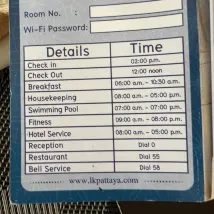 Room No. :
Wi-Fi Password:
Details Time
Check In 02:00 p.m.
Check Out 12:00 noon
Breakfast 06:00 a.m. - 10:30 a.m.
Housekeeping 08:00 a.m. - 05:00 p.m.
Swimming Pool 07:00 a.m. - 07:00 p.m.
Fitness 09:00 a.m. - 08:00 p.m.
Hotel Service 08:00 a.m. - 05:00 p.m.
Reception Dial 0
Restaurant Dial 55
Bell Service Dial 58
www.lkpattaya.com